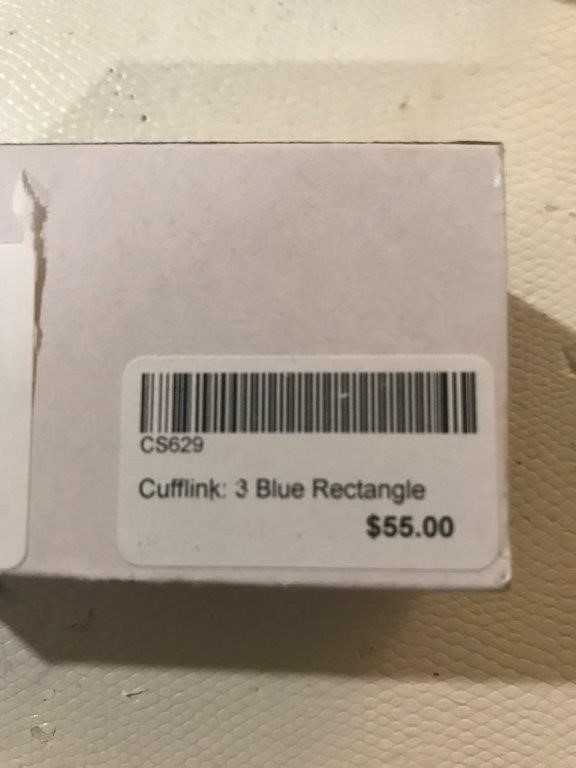 CS629
Cufflink: 3 Blue Rectangle
$55.00